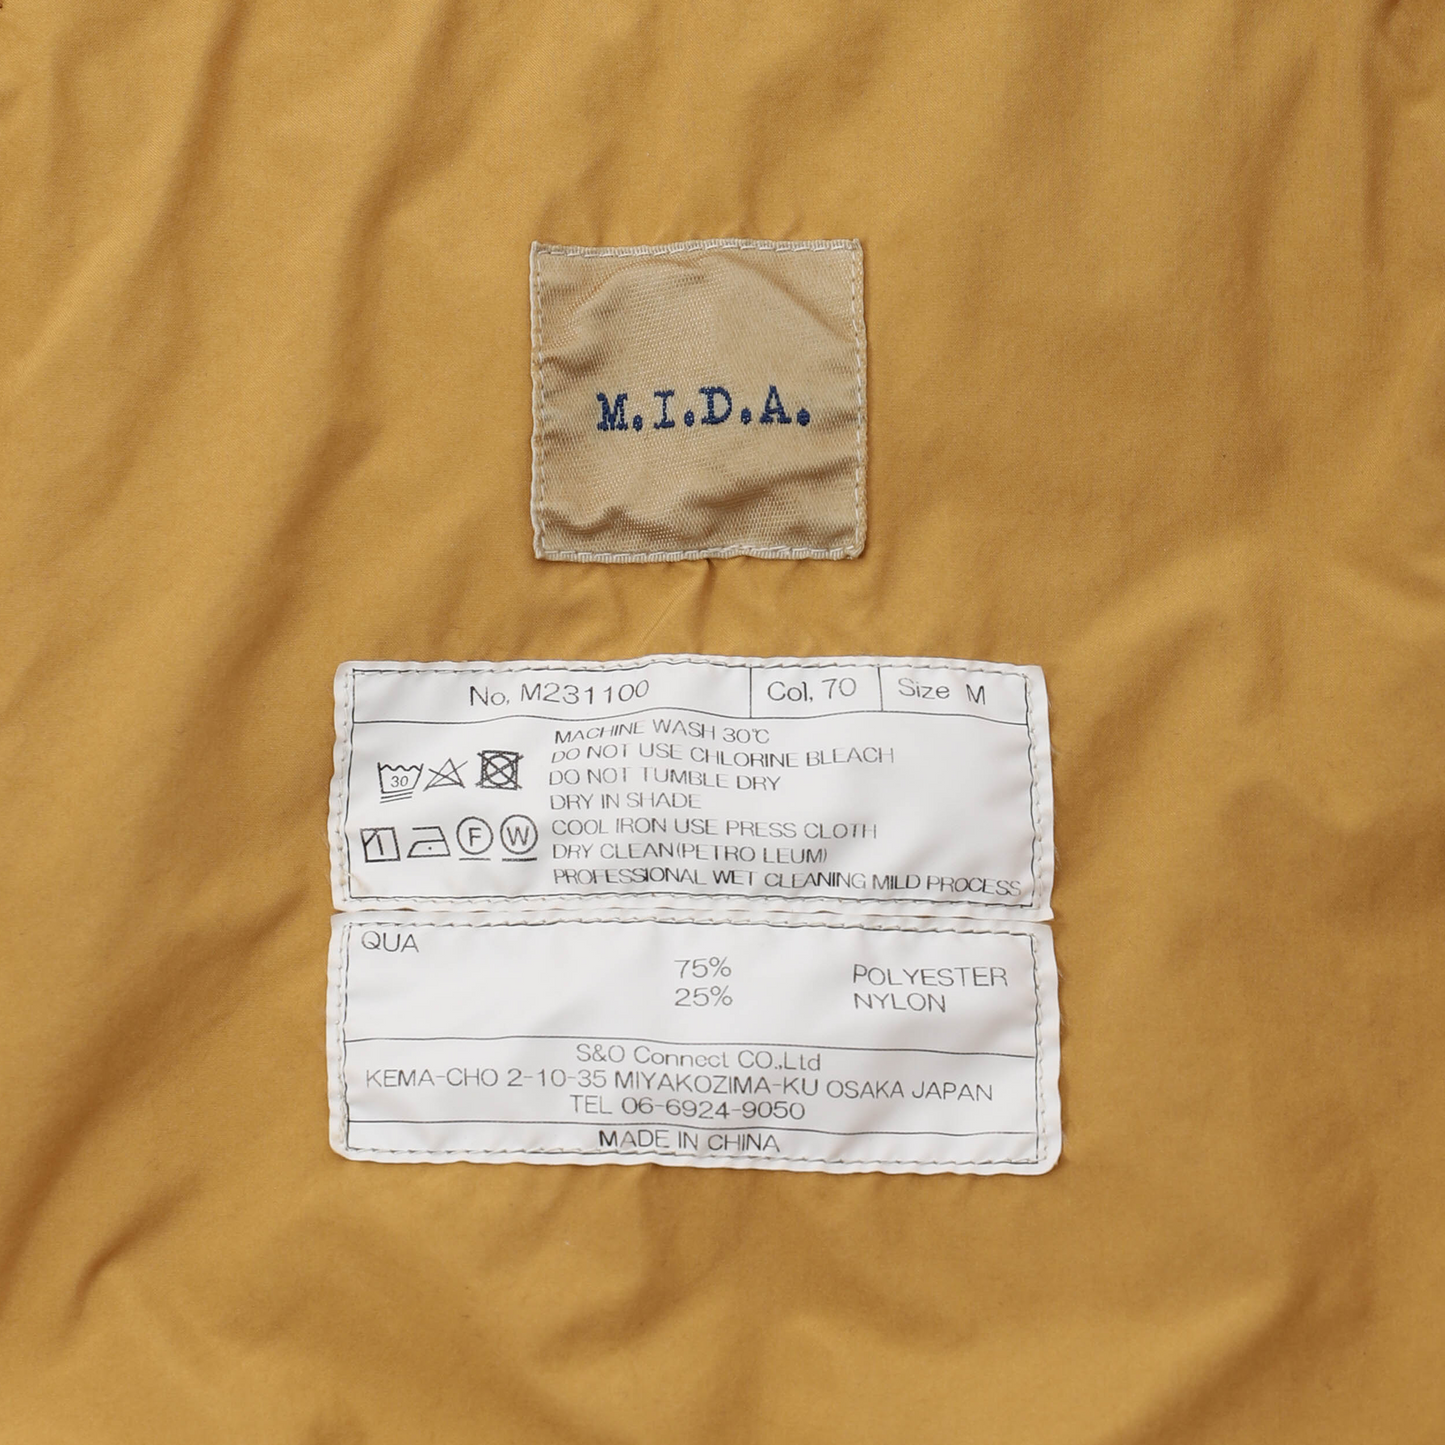 M.I.D.A.
No, M231100 Col, 70 Size M
MACHINE WASH 30℃
DO NOT USE CHLORINE BLEACH
DO NOT TUMBLE DRY
DRY IN SHADE
COOL IRON USE PRESS CLOTH
DRY CLEAN(PETRO LEUM)
PROFESSIONAL WET CLEANING MILD PROCESS
30
F W
QUA
75% POLYESTER
25% NYLON
S&O Connect CO.,Ltd
KEMA-CHO 2-10-35 MIYAKOZIMA-KU OSAKA JAPAN
TEL 06-6924-9050
MADE IN CHINA